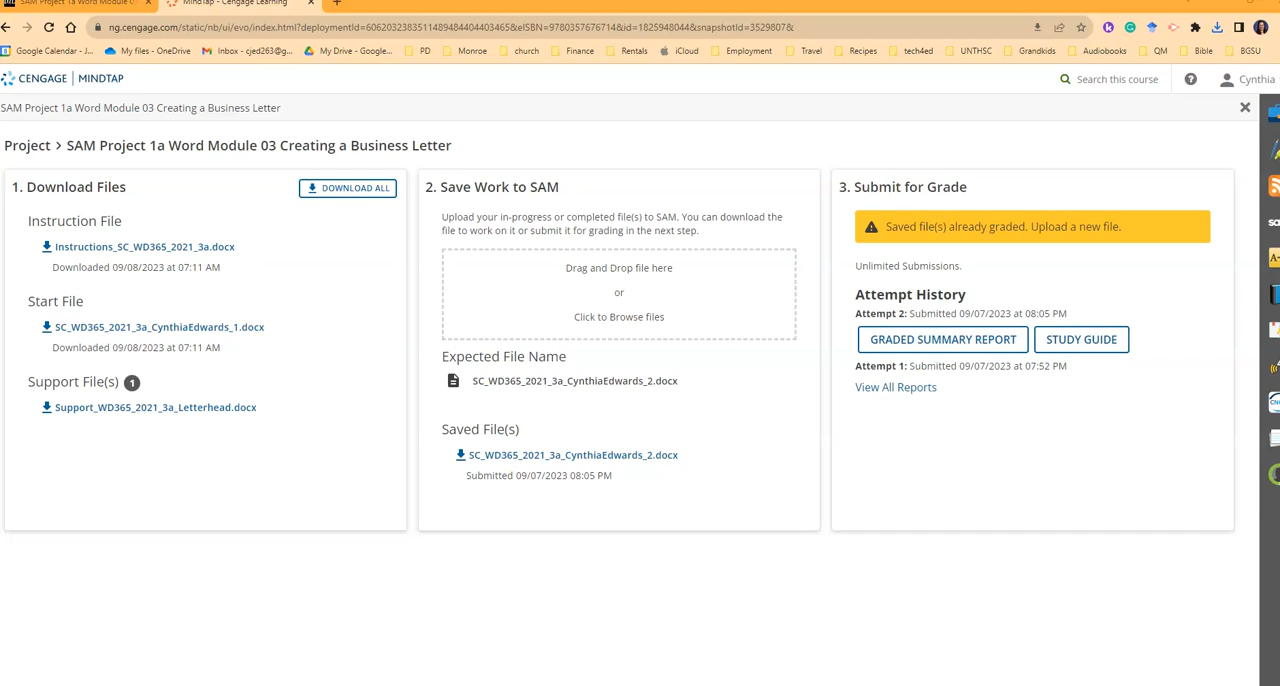 SAM Project 1a Word Module 0
MindTap - Cengage Learning
ng.cengage.com/static/nb/ui/evo/index.html?deploymentId=6062032383511489484404403465&eISBN=9780357676714&id=1825948044&snapshotId=3529807&
Google Calendar - J...
My files - OneDrive
Inbox - cjed263@g...
My Drive - Google...
PD
Monroe
church
Finance
Rentals
iCloud
Employment
Travel
Recipes
tech4ed
UNTHSC
Grandkids
Audiobooks
QM
Bible
BGSU
CENGAGE | MINDTAP
Search this course
Cynthia
SAM Project 1a Word Module 03 Creating a Business Letter
Project > SAM Project 1a Word Module 03 Creating a Business Letter
1. Download Files
DOWNLOAD ALL
Instruction File
Instructions_SC_WD365_2021_3a.docx
Downloaded 09/08/2023 at 07:11 AM
Start File
SC_WD365_2021_3a_CynthiaEdwards_1.docx
Downloaded 09/08/2023 at 07:11 AM
Support File(s) 1
Support_WD365_2021_3a_Letterhead.docx
2. Save Work to SAM
Upload your in-progress or completed file(s) to SAM. You can download the
file to work on it or submit it for grading in the next step.
Drag and Drop file here
or
Click to Browse files
Expected File Name
SC_WD365_2021_3a_CynthiaEdwards_2.docx
Saved File(s)
SC_WD365_2021_3a_CynthiaEdwards_2.docx
Submitted 09/07/2023 08:05 PM
3. Submit for Grade
Saved file(s) already graded. Upload a new file.
Unlimited Submissions.
Attempt History
Attempt 2: Submitted 09/07/2023 at 08:05 PM
GRADED SUMMARY REPORT
STUDY GUIDE
Attempt 1: Submitted 09/07/2023 at 07:52 PM
View All Reports